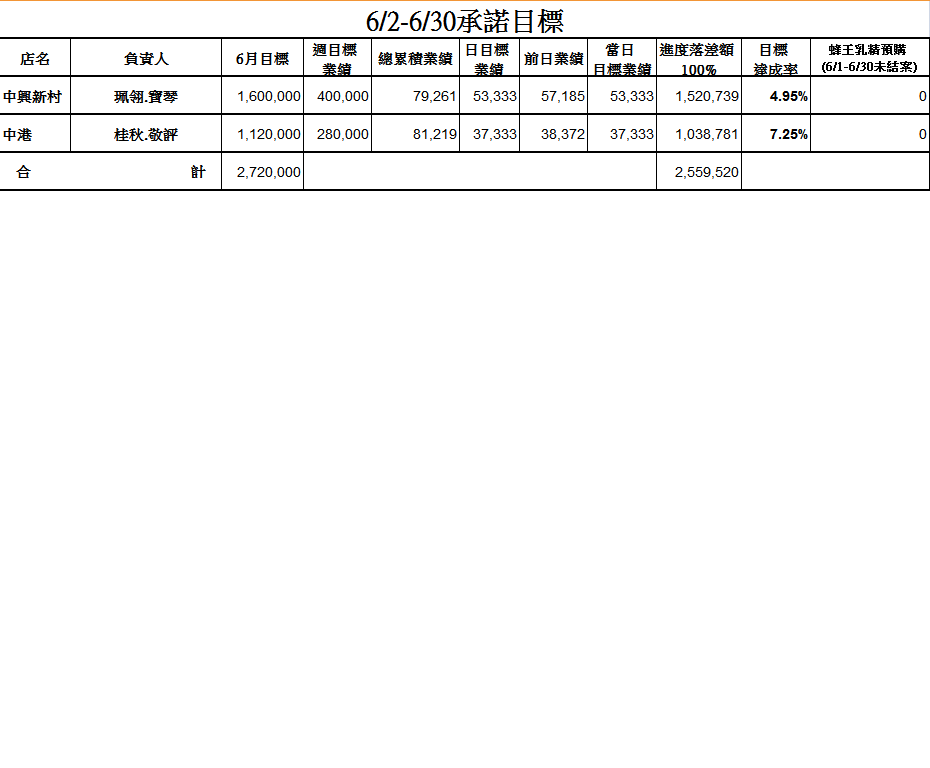 6/2-6/30承諾目標
店名 負責人 6月目標 週目標 總累積業績 日目標 前日業績 當日 進度落差額 目標 蜂王乳精預購
業績 業績 目標業績 100% 達成率 (6/1-6/30未結案)
中興新村 珮翎.寶琴 1,600,000 400,000 79,261 53,333 57,185 53,333 1,520,739 4.95% 0
中港 桂秋.敬評 1,120,000 280,000 81,219 37,333 38,372 37,333 1,038,781 7.25% 0
合 計 2,720,000 2,559,520